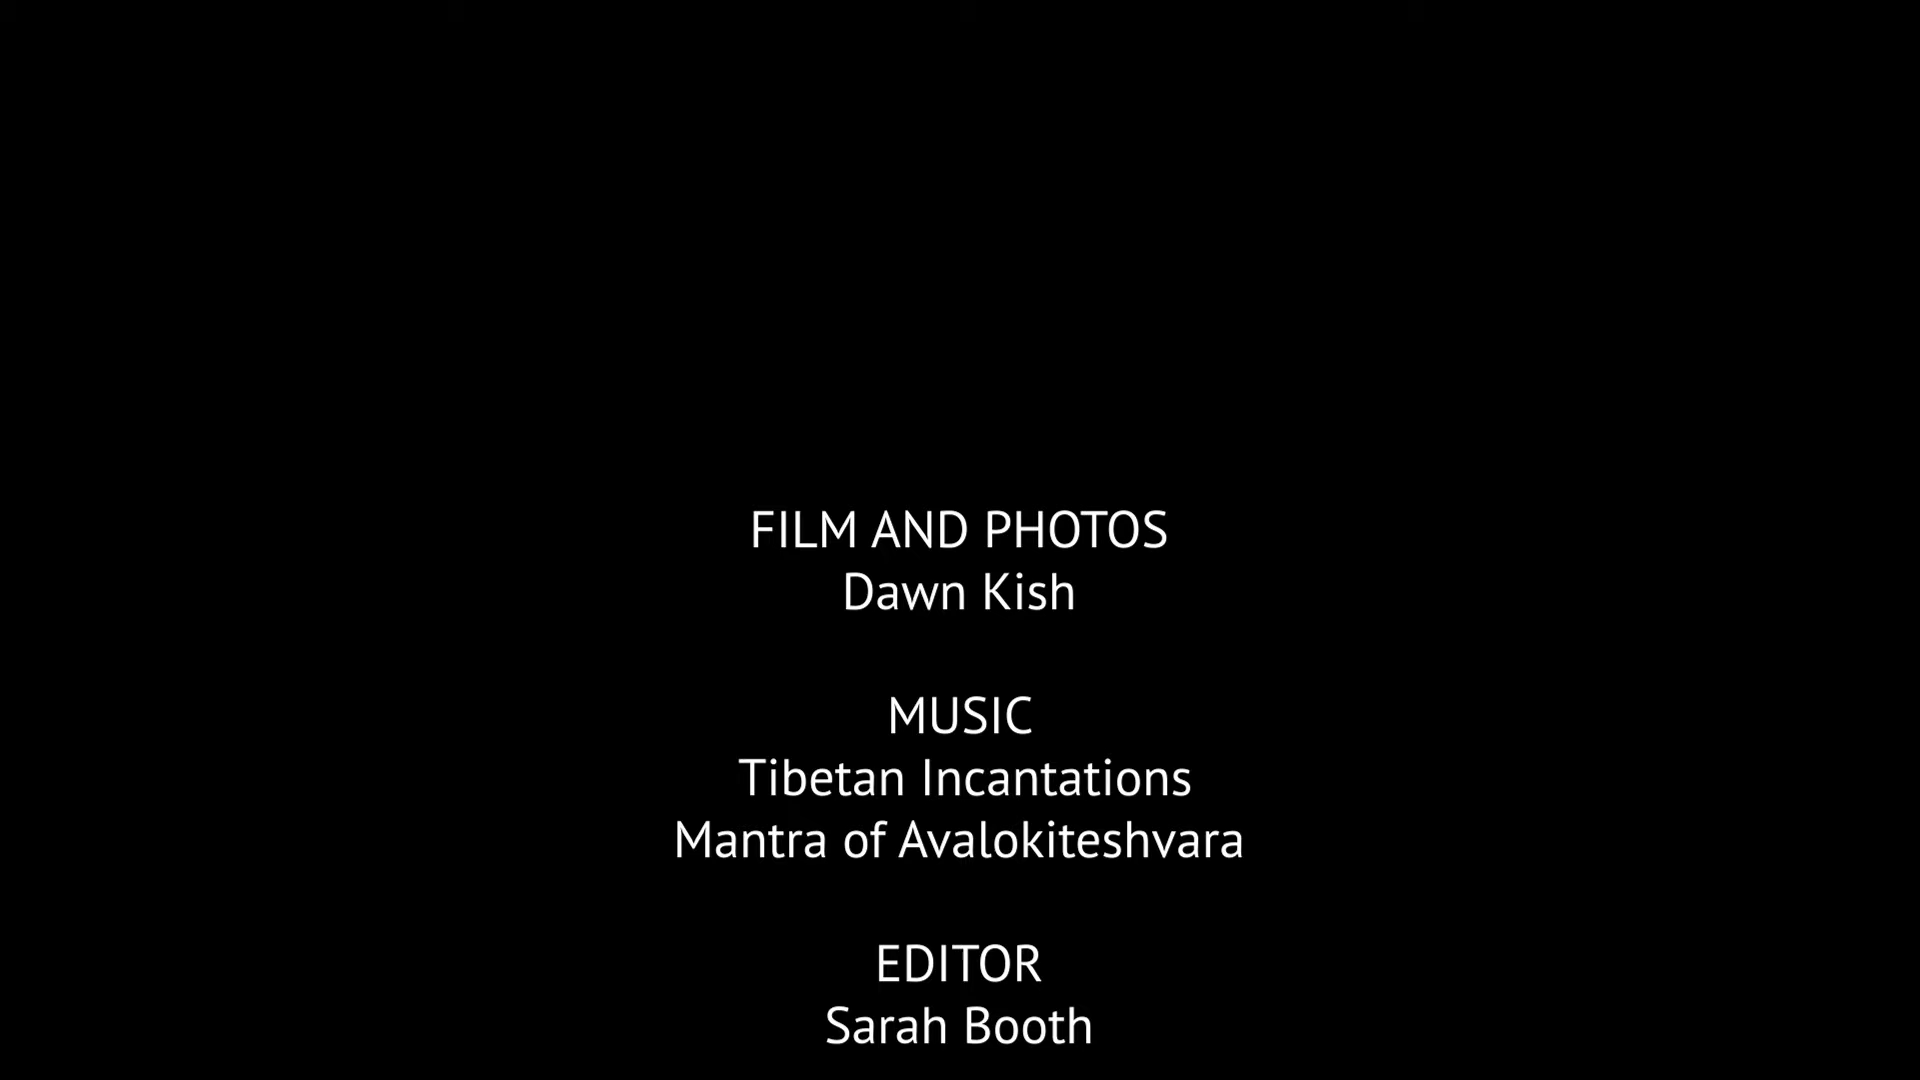 FILM AND PHOTOS
Dawn Kish
MUSIC
Tibetan Incantations
Mantra of Avalokiteshvara
EDITOR
Sarah Booth